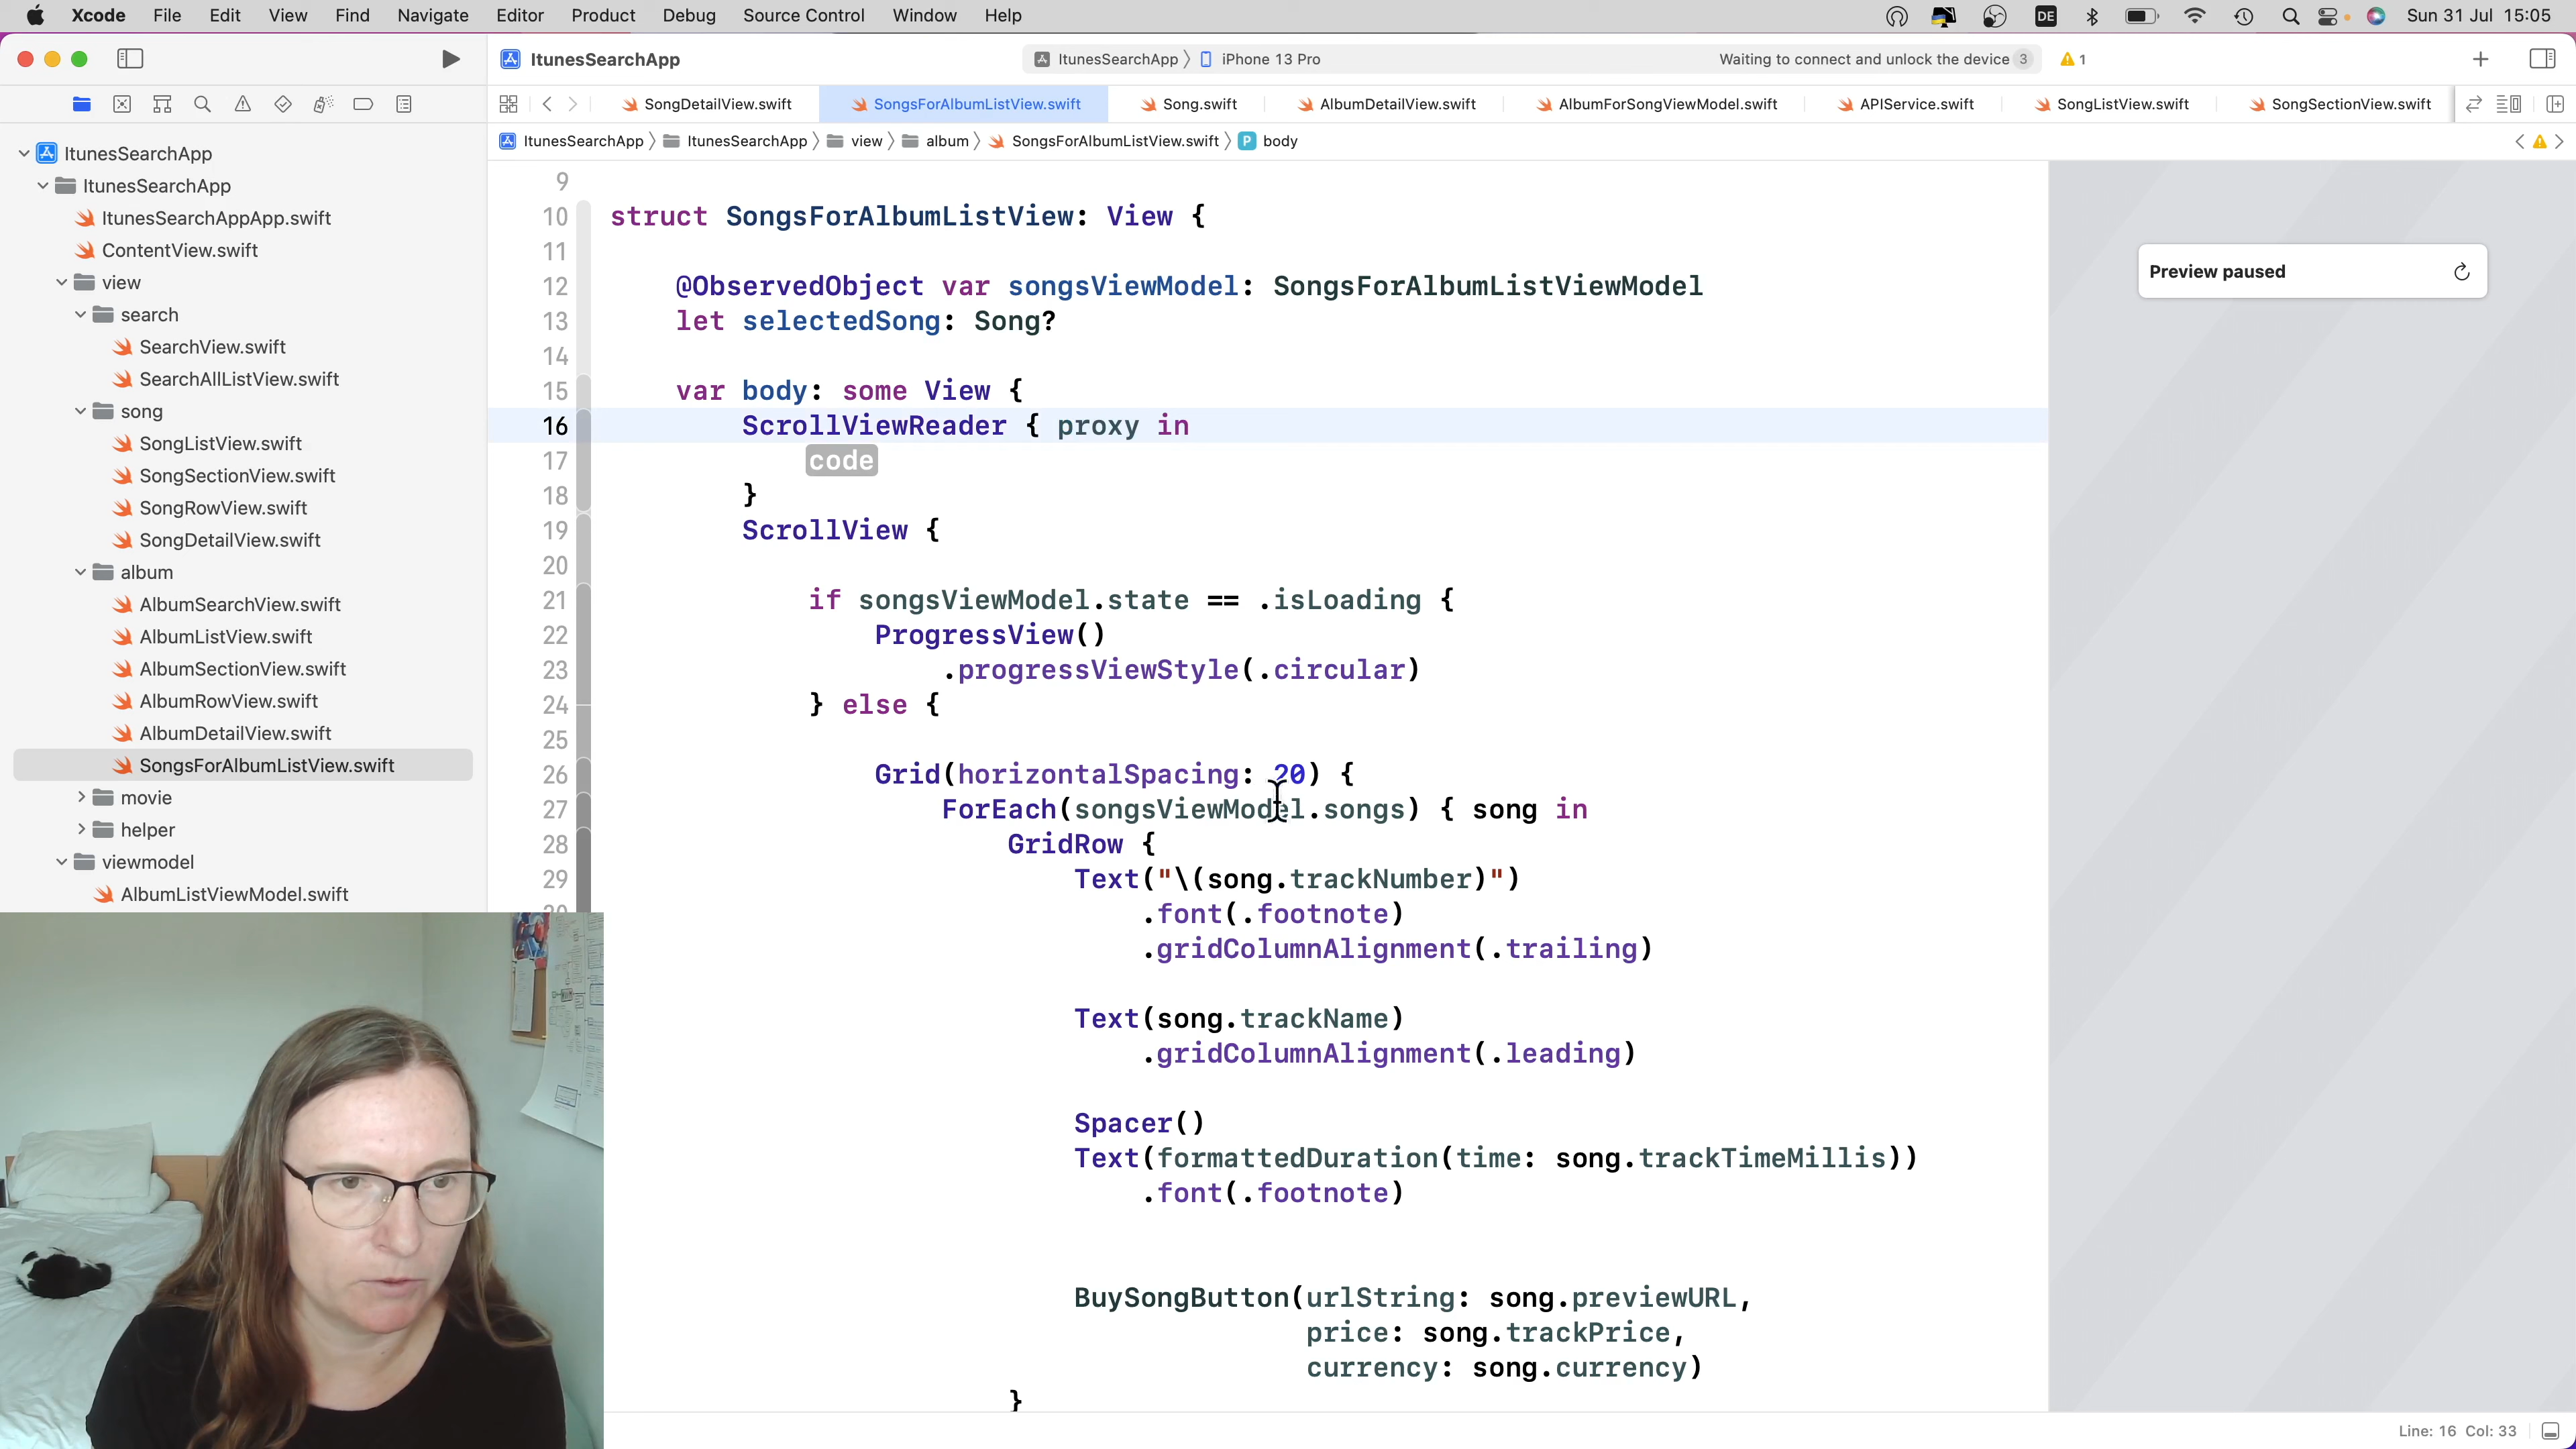 Xcode File Edit View Find Navigate Editor Product Debug Source Control Window Help DE Sun 31 Jul 15:05
ItunesSearchApp ItunesSearchApp iPhone 13 Pro Waiting to connect and unlock the device 3 1
SongDetailView.swift SongsForAlbumListView.swift Song.swift AlbumDetailView.swift AlbumForSongViewModel.swift APIService.swift SongListView.swift SongSectionView.swift
ItunesSearchApp ItunesSearchApp view album SongsForAlbumListView.swift P body
ItunesSearchApp
ItunesSearchApp
ItunesSearchAppApp.swift
ContentView.swift
view
search
SearchView.swift
SearchAllListView.swift
song
SongListView.swift
SongSectionView.swift
SongRowView.swift
SongDetailView.swift
album
AlbumSearchView.swift
AlbumListView.swift
AlbumSectionView.swift
AlbumRowView.swift
AlbumDetailView.swift
SongsForAlbumListView.swift
movie
helper
viewmodel
AlbumListViewModel.swift
9
10 struct SongsForAlbumListView: View {
11
12 @ObservedObject var songsViewModel: SongsForAlbumListViewModel
13 let selectedSong: Song?
14
15 var body: some View {
16 ScrollViewReader { proxy in
17 code
18 }
19 ScrollView {
20
21 if songsViewModel.state == .isLoading {
22 ProgressView()
23 .progressViewStyle(.circular)
24 } else {
25
26 Grid(horizontalSpacing: 20) {
27 ForEach(songsViewModel.songs) { song in
28 GridRow {
29 Text("\(song.trackNumber)")
.font(.footnote)
.gridColumnAlignment(.trailing)
Text(song.trackName)
.gridColumnAlignment(.leading)
Spacer()
Text(formattedDuration(time: song.trackTimeMillis))
.font(.footnote)
BuySongButton(urlString: song.previewURL,
price: song.trackPrice,
currency: song.currency)
}
Preview paused
Line: 16 Col: 33